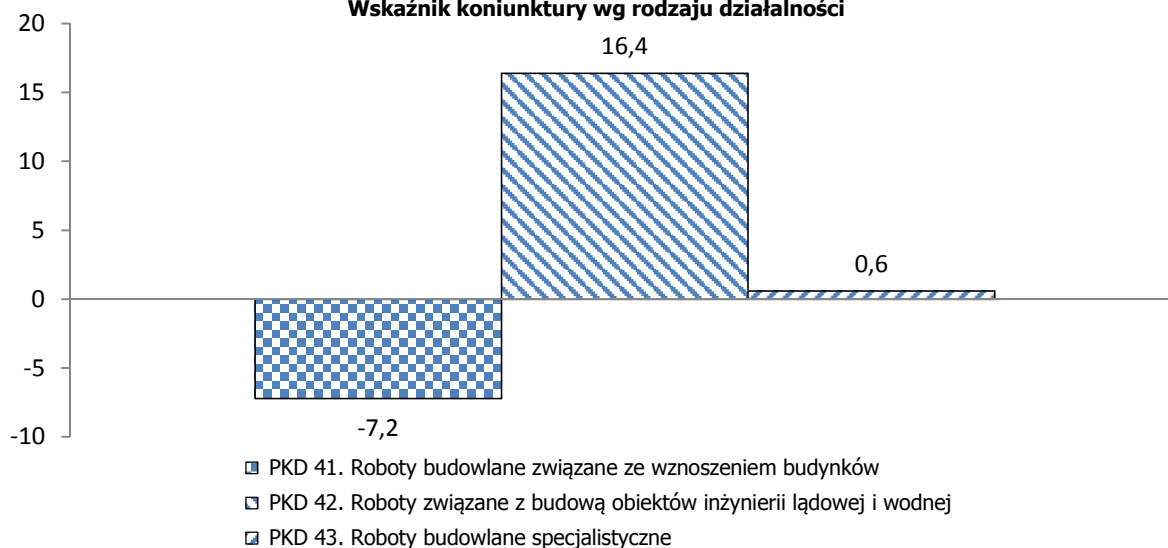 Wskaźnik koniunktury wg rodzaju działalności
20
16,4
15
10
5
0,6
0
-5
-7,2
-10
PKD 41. Roboty budowlane związane ze wznoszeniem budynków
PKD 42. Roboty związane z budową obiektów inżynierii lądowej i wodnej
PKD 43. Roboty budowlane specjalistyczne